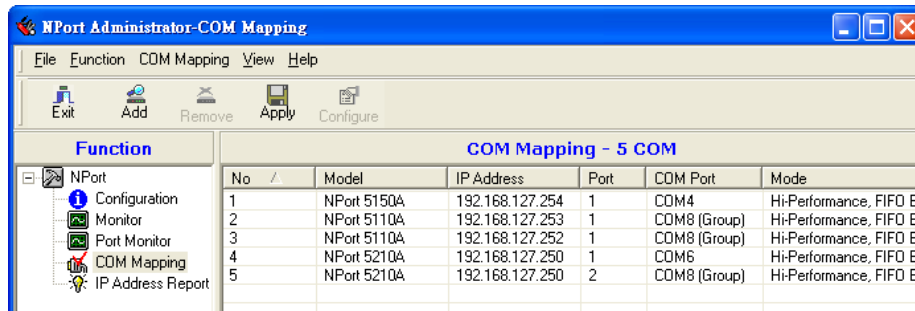 NPort Administrator-COM Mapping
File Function COM Mapping View Help
Exit Add Remove Apply Configure
Function
COM Mapping - 5 COM
NPort
Configuration
Monitor
Port Monitor
COM Mapping
IP Address Report
No Model IP Address Port COM Port Mode
1 NPort 5150A 192.168.127.254 1 COM4 Hi-Performance, FIFO E
2 NPort 5110A 192.168.127.253 1 COM8 (Group) Hi-Performance, FIFO E
3 NPort 5110A 192.168.127.252 1 COM8 (Group) Hi-Performance, FIFO E
4 NPort 5210A 192.168.127.250 1 COM6 Hi-Performance, FIFO E
5 NPort 5210A 192.168.127.250 2 COM8 (Group) Hi-Performance, FIFO E